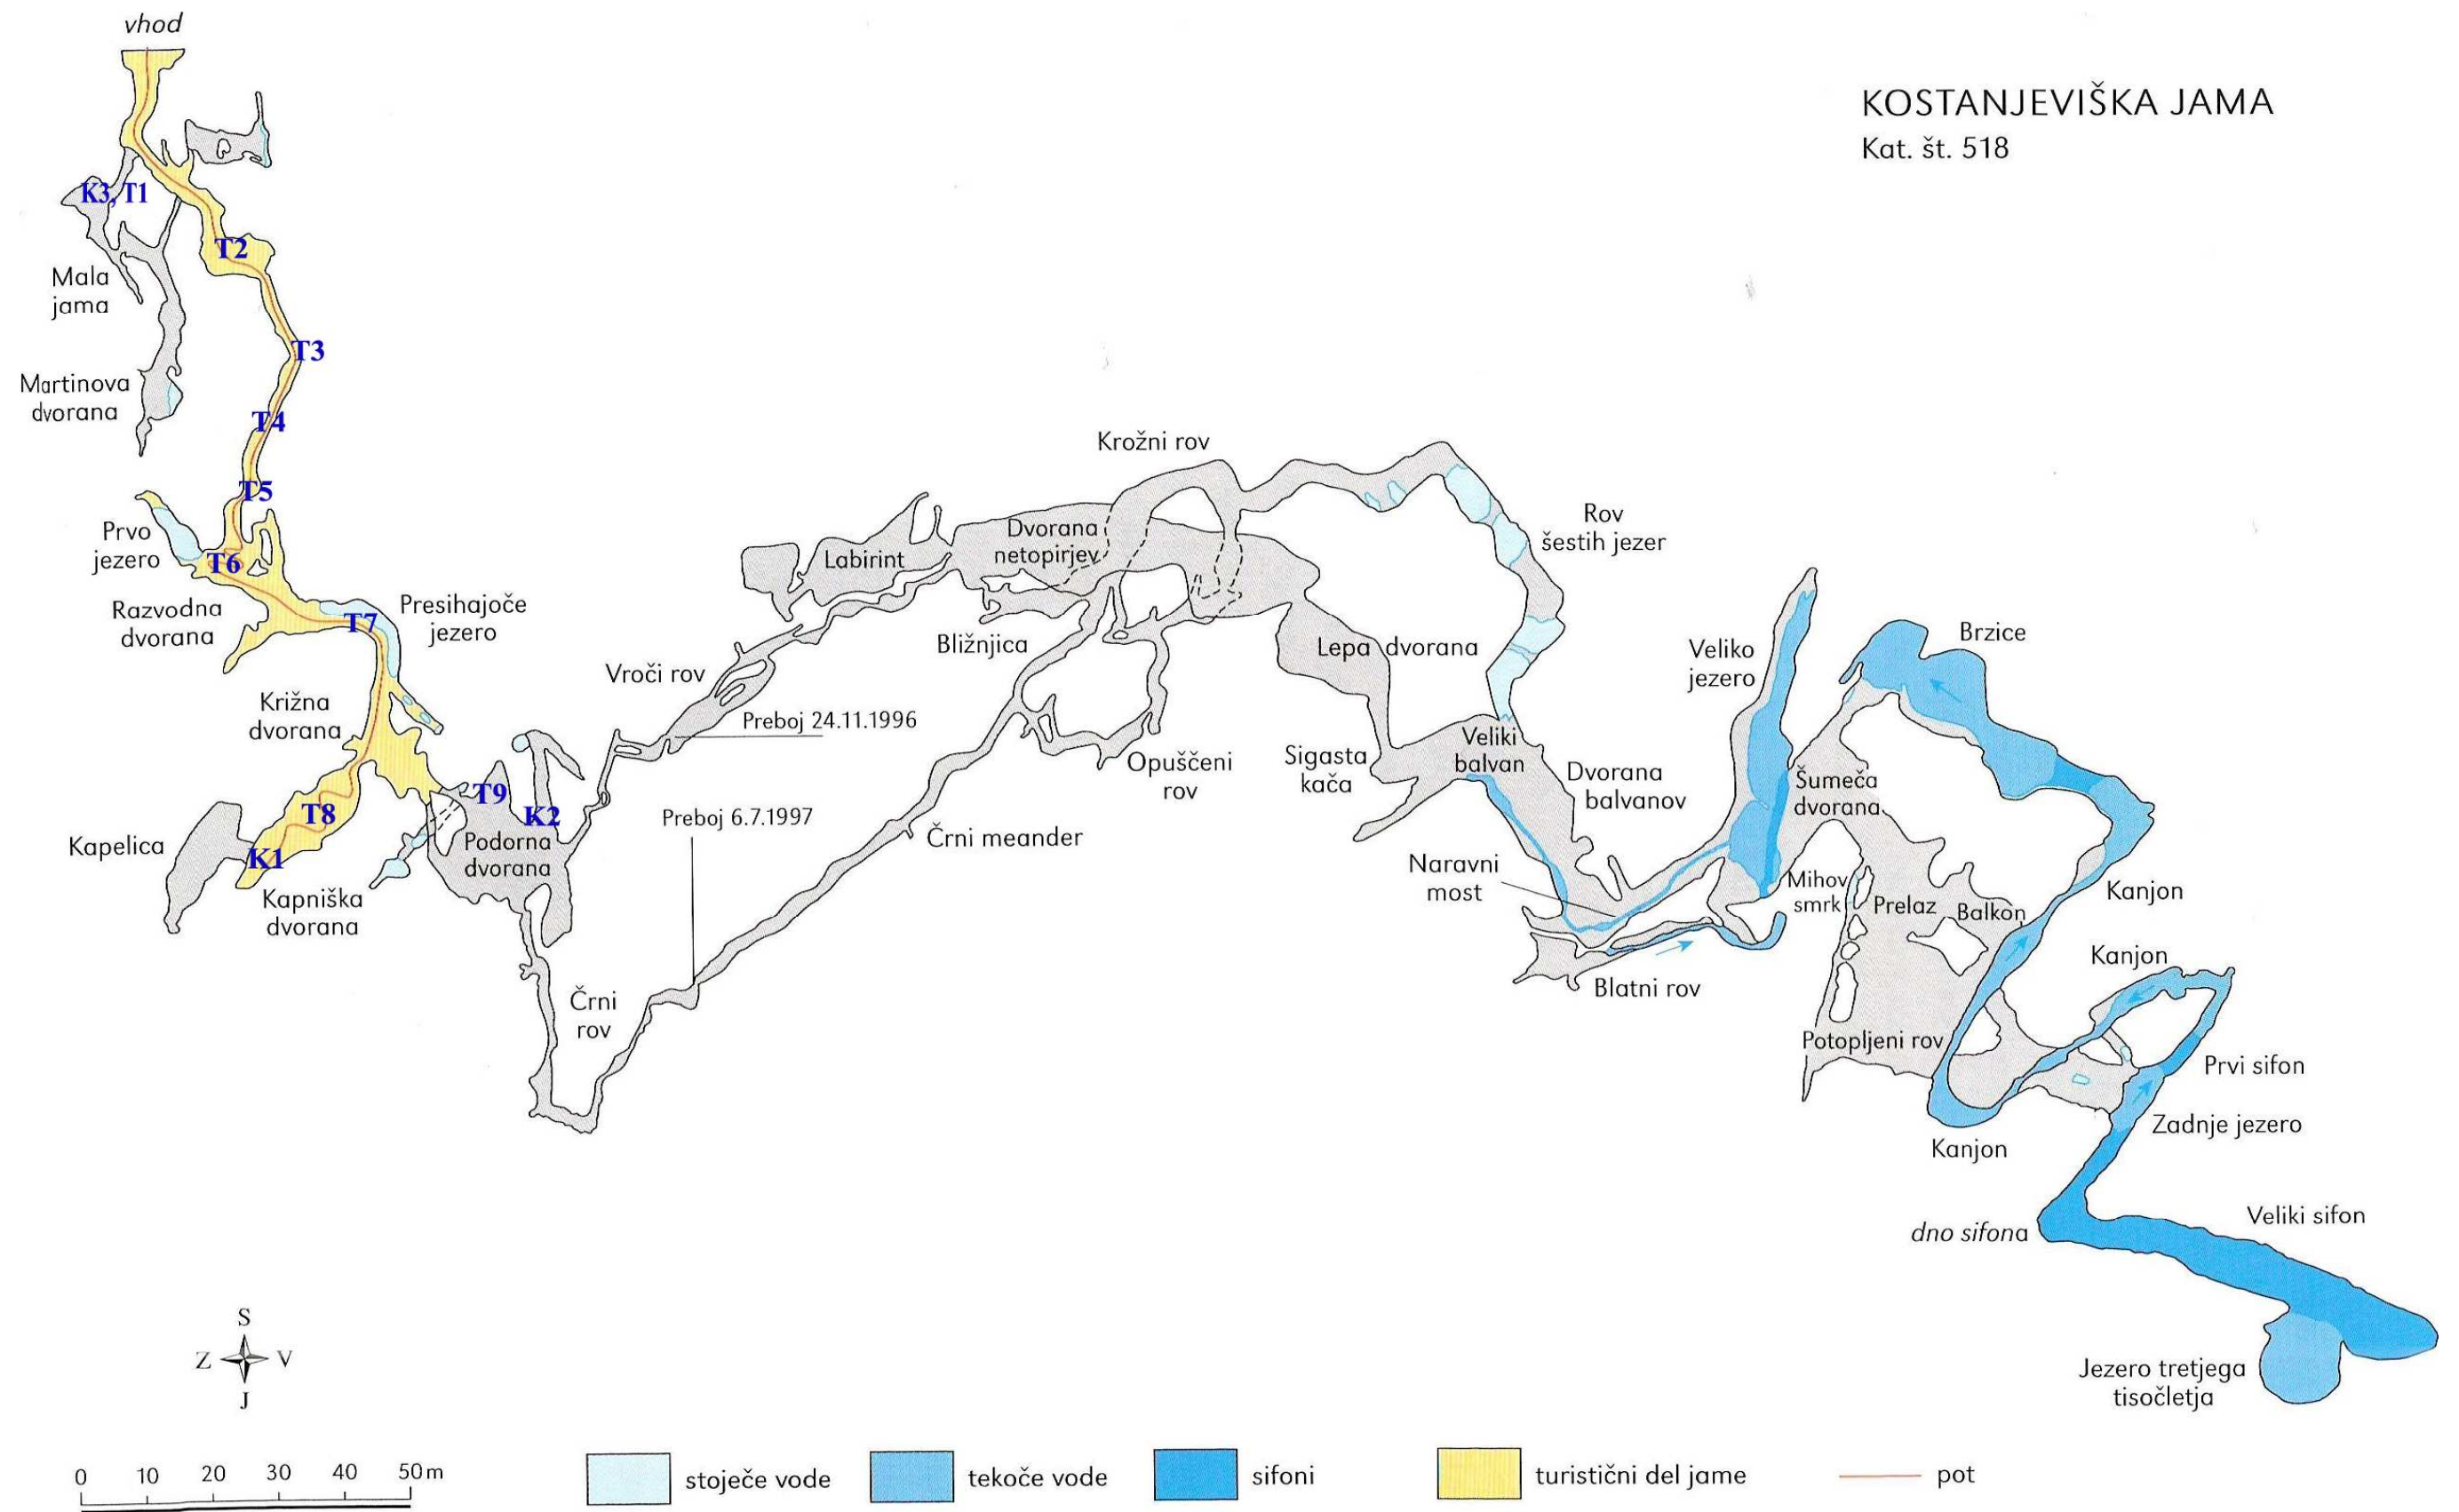 vhod
KOSTANJEVIŠKA JAMA
Kat. št. 518
K3, T1
T2
Mala
jama
T3
Martinova
dvorana
T4
T5
Prvo
jezero
T6
Razvodna
dvorana
T7
Presihajoče
jezero
Križna
dvorana
T8
Kapelica
K1
Kapniška
dvorana
T9
K2
Podorna
dvorana
Vroči rov
Preboj 24.11.1996
Preboj 6.7.1997
Črni
rov
Črni meander
Labirint
Dvorana
netopirjev
Krožni rov
Bližnjica
Opuščeni
rov
Lepa dvorana
Rov
šestih jezer
Sigasta
kača
Veliki
balvan
Dvorana
balvanov
Naravni
most
Blatni rov
Veliko
jezero
Šumeča
dvorana
Brzice
Mihov
smrk
Prelaz
Balkon
Kanjon
Kanjon
Potopljeni rov
Prvi sifon
Zadnje jezero
Kanjon
dno sifona
Veliki sifon
Jezero tretjega
tisočletja
S
Z V
J
0 10 20 30 40 50 m
stoječe vode
tekoče vode
sifoni
turistični del jame
pot